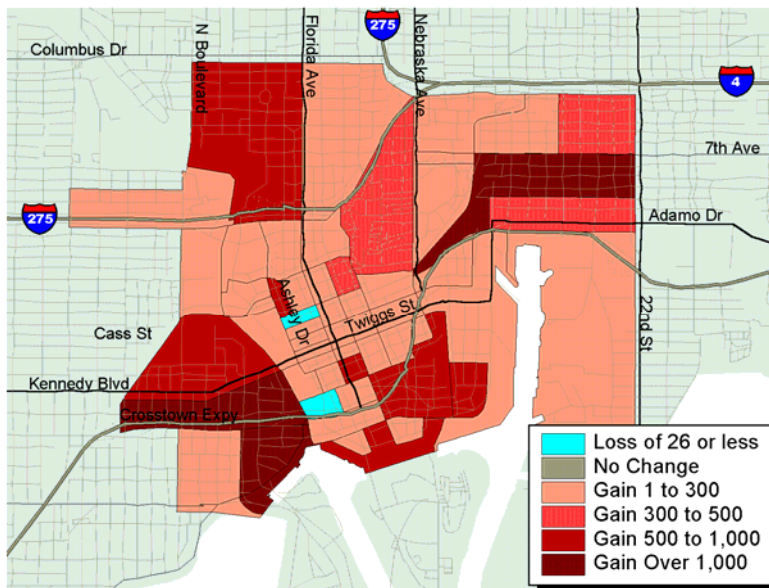 275
Columbus Dr
N Boulevard
Florida Ave
Nebraska Ave
4
7th Ave
275
Adamo Dr
Ashley Dr
Twiggs St
22nd St
Cass St
Kennedy Blvd
Crosstown Expy
Loss of 26 or less
No Change
Gain 1 to 300
Gain 300 to 500
Gain 500 to 1,000
Gain Over 1,000